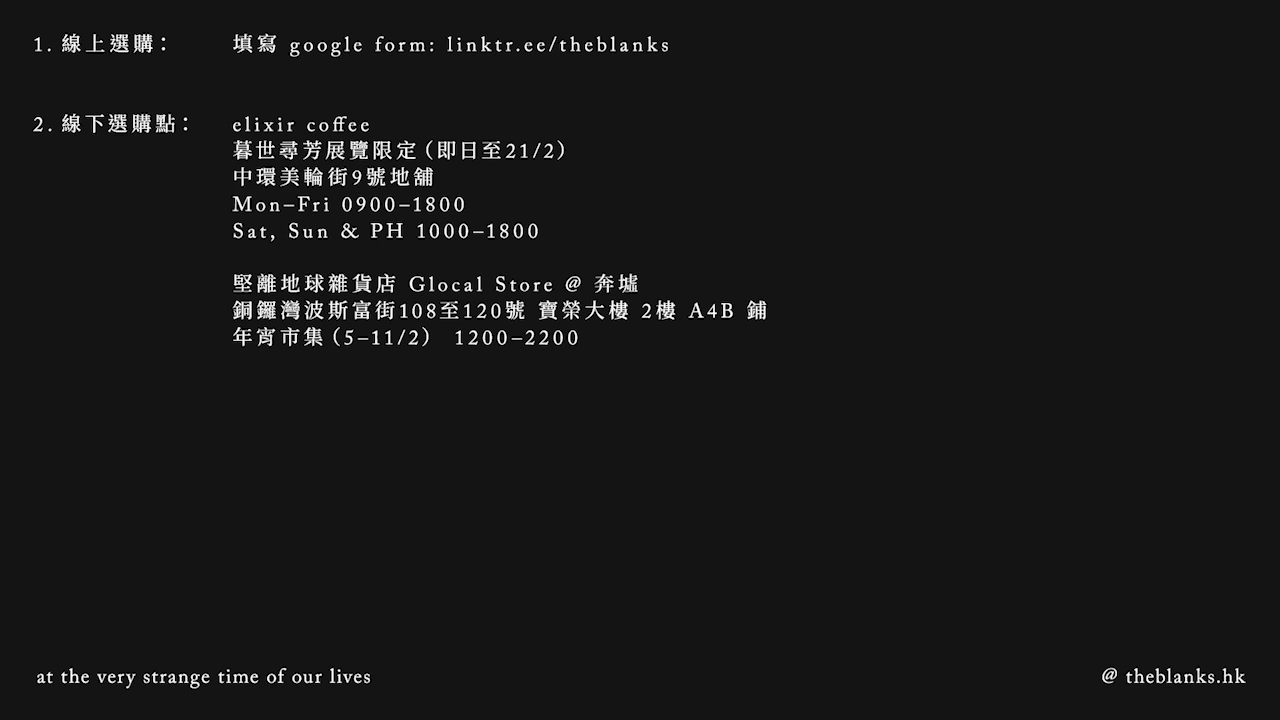 1. 線上選購： 填寫 google form: linktr.ee/theblanks
2. 線下選購點： elixir coffee
暮世尋芳展覽限定（即日至21/2）
中環美輪街9號地舖
Mon–Fri 0900–1800
Sat, Sun & PH 1000–1800
堅離地球雜貨店 Glocal Store @ 奔墟
銅鑼灣波斯富街108至120號 寶榮大樓 2樓 A4B 鋪
年宵市集（5–11/2） 1200–2200
at the very strange time of our lives
@ theblanks.hk